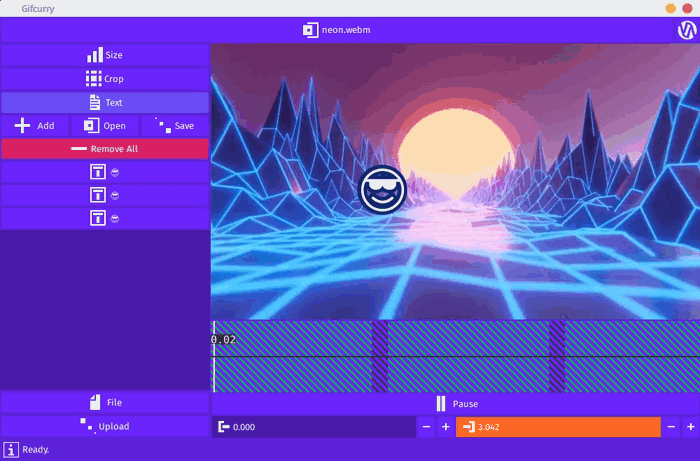 Gifcurry
neon.webm
Size
Crop
Text
Add Open Save
Remove All
0.02
File
Pause
Upload
0.000 − + 3.042 − +
Ready.